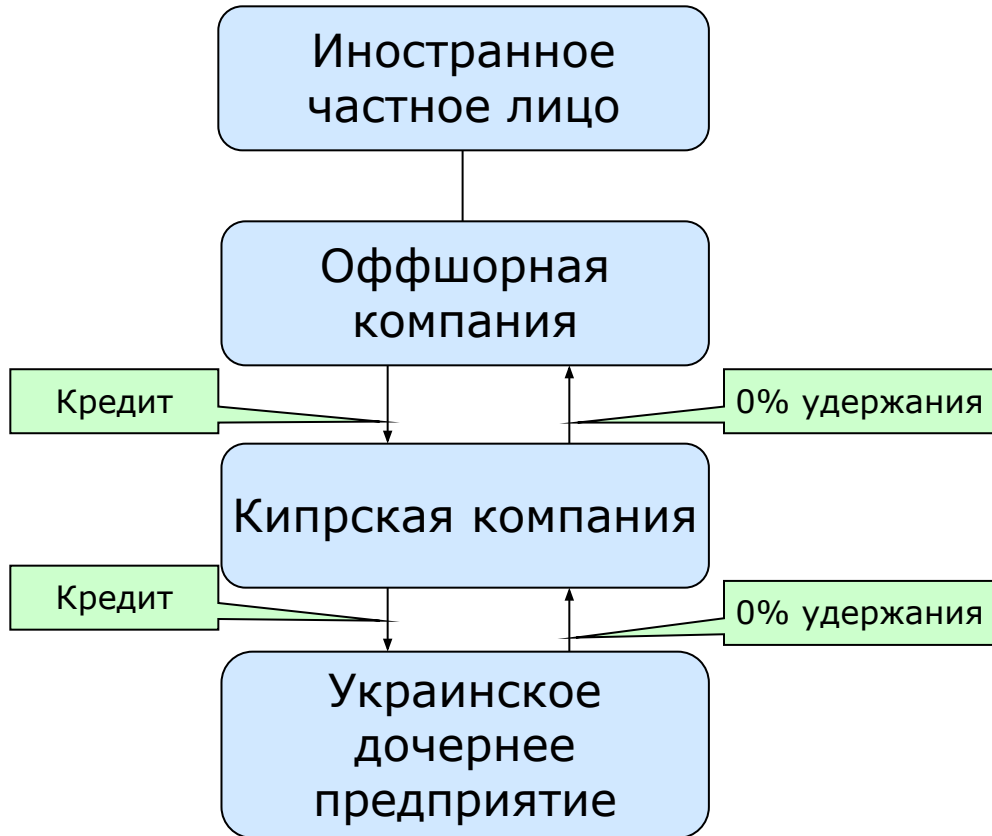 Иностранное
частное лицо
Оффшорная
компания
Кредит
0% удержания
Кипрская компания
Кредит
0% удержания
Украинское
дочернее
предприятие